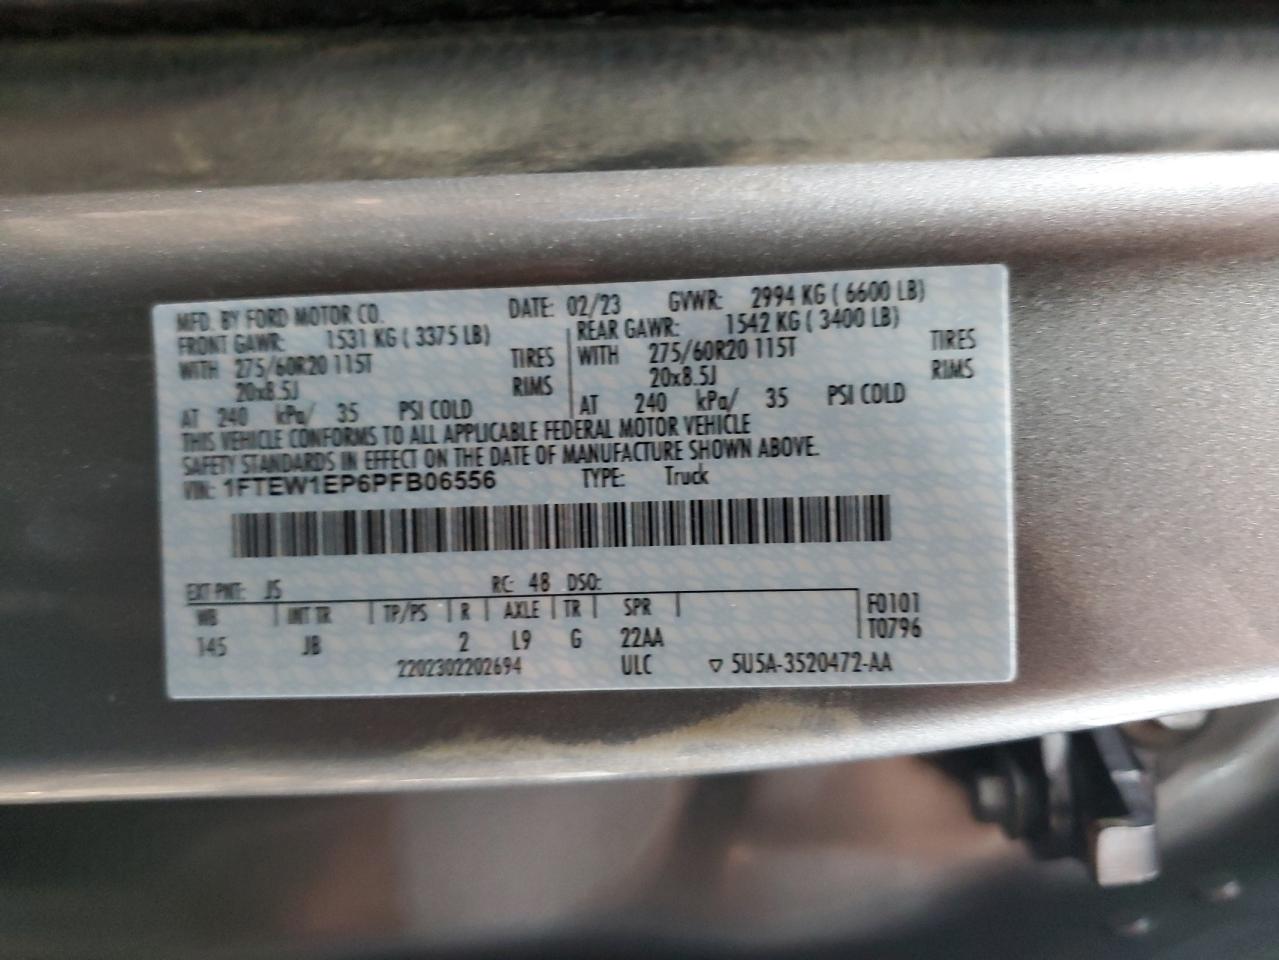 MFD. BY FORD MOTOR CO. DATE: 02/23 GVWR: 2994 KG ( 6600 LB)
FRONT GAWR: 1531 KG ( 3375 LB) REAR GAWR: 1542 KG ( 3400 LB)
WITH 275/60R20 115T TIRES WITH 275/60R20 115T TIRES
20x8.5J RIMS 20x8.5J RIMS
AT 240 kPa/ 35 PSI COLD AT 240 kPa/ 35 PSI COLD
THIS VEHICLE CONFORMS TO ALL APPLICABLE FEDERAL MOTOR VEHICLE
SAFETY STANDARDS IN EFFECT ON THE DATE OF MANUFACTURE SHOWN ABOVE.
VIN: 1FTEW1EP6PFB06556 TYPE: Truck
EXT PNT: JS RC: 48 DSO:
WB INT TR TP/PS R AXLE TR SPR F0101
145 JB 2 L9 G 22AA T0796
2202302202694 ULC ▽ 5U5A-3520472-AA